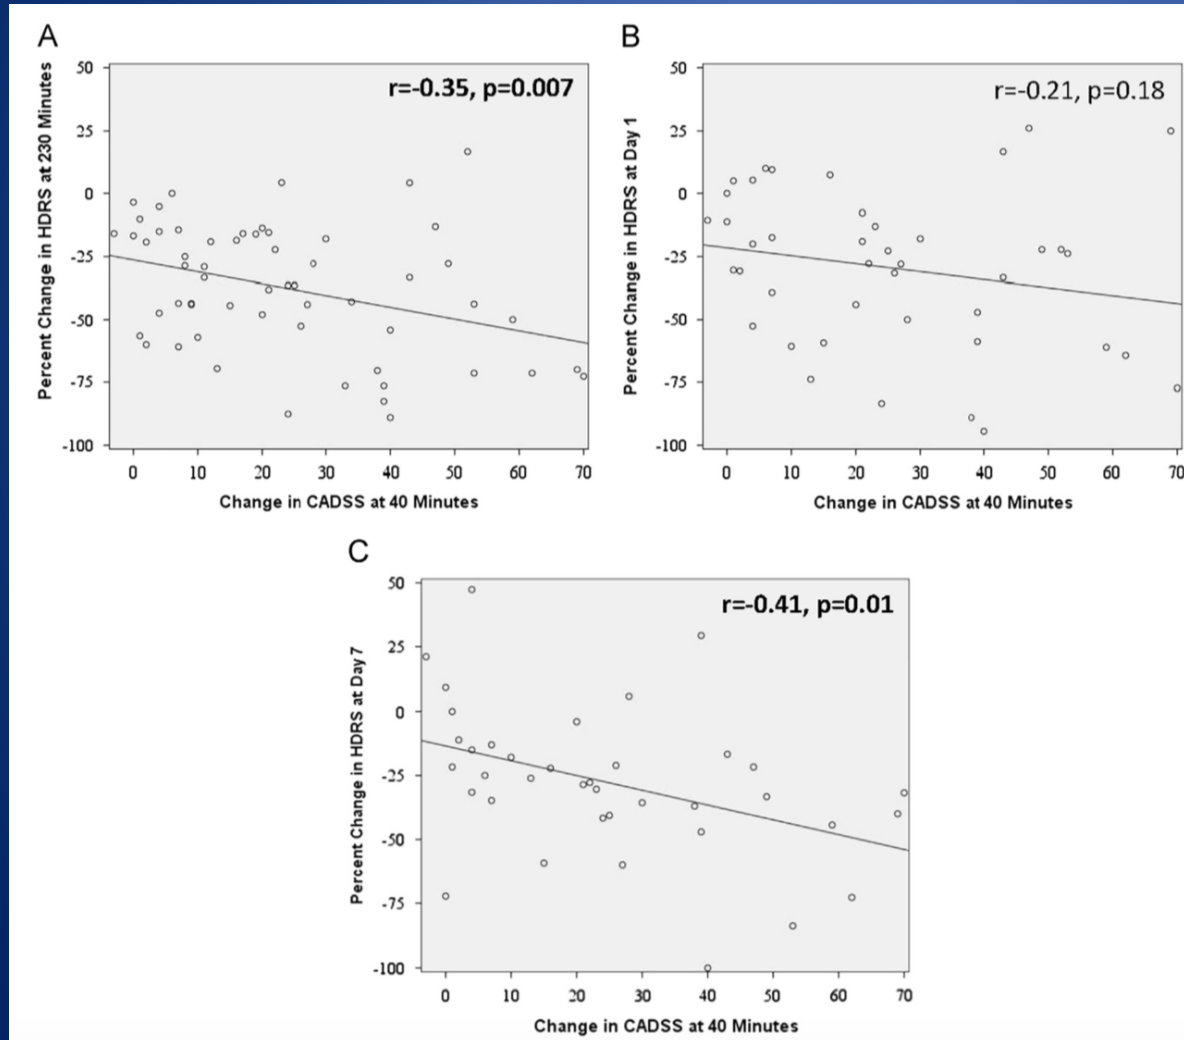 A
r=-0.35, p=0.007
Percent Change in HDRS at 230 Minutes
50
25
0
-25
-50
-75
-100
0 10 20 30 40 50 60 70
Change in CADSS at 40 Minutes
B
r=-0.21, p=0.18
Percent Change in HDRS at Day 1
50
25
0
-25
-50
-75
-100
0 10 20 30 40 50 60 70
Change in CADSS at 40 Minutes
C
r=-0.41, p=0.01
Percent Change in HDRS at Day 7
50
25
0
-25
-50
-75
-100
0 10 20 30 40 50 60 70
Change in CADSS at 40 Minutes